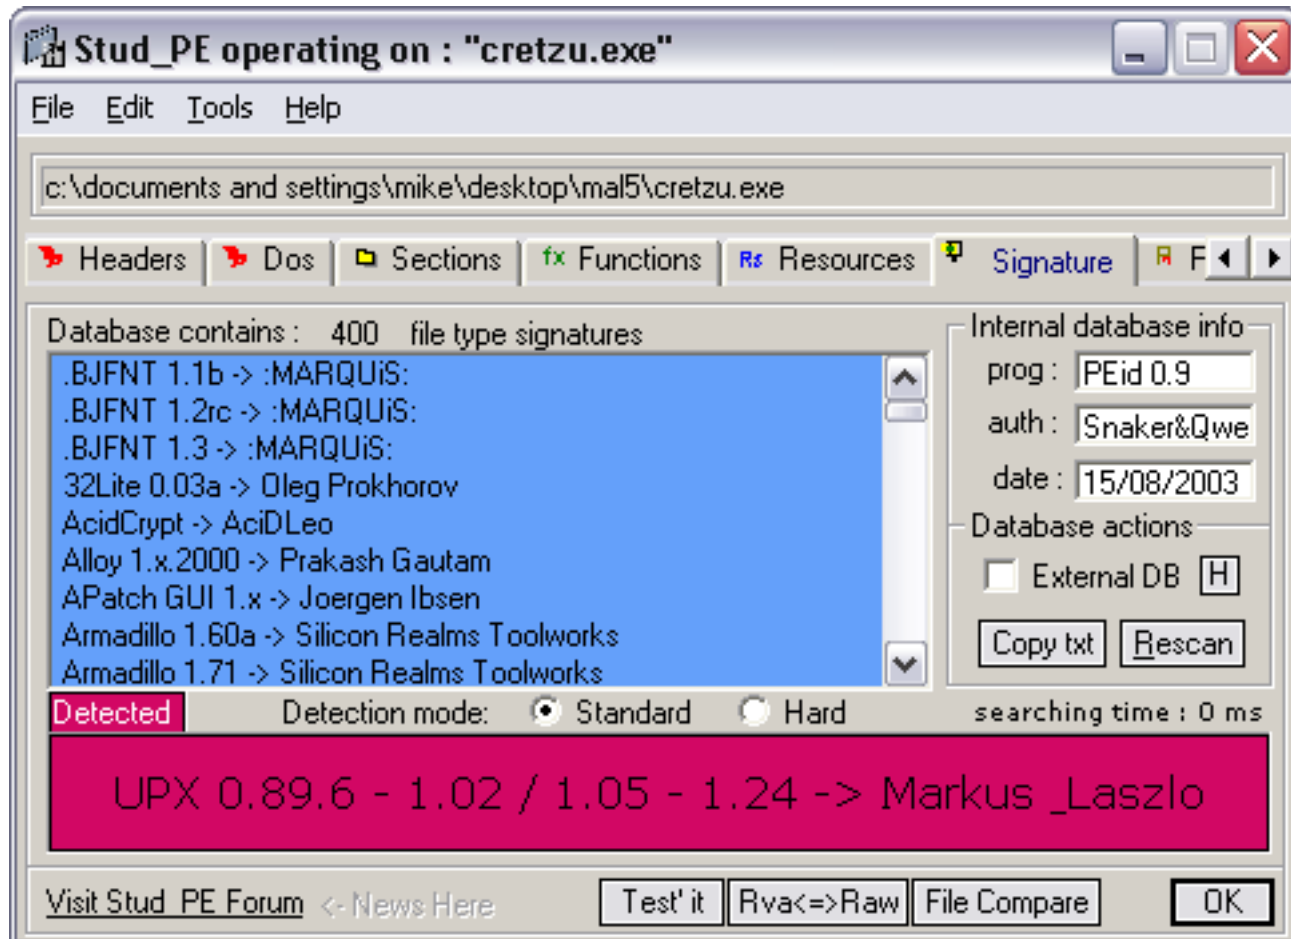 Stud_PE operating on : "cretzu.exe"
File Edit Tools Help
c:\documents and settings\mike\desktop\mal5\cretzu.exe
Headers Dos Sections fx Functions Rs Resources Signature F
Database contains : 400 file type signatures
.BJFNT 1.1b -> :MARQUiS:
.BJFNT 1.2rc -> :MARQUiS:
.BJFNT 1.3 -> :MARQUiS:
32Lite 0.03a -> Oleg Prokhorov
AcidCrypt -> AciDLeo
Alloy 1.x.2000 -> Prakash Gautam
APatch GUI 1.x -> Joergen Ibsen
Armadillo 1.60a -> Silicon Realms Toolworks
Armadillo 1.71 -> Silicon Realms Toolworks
Internal database info
prog : PEid 0.9
auth : Snaker&Qwe
date : 15/08/2003
Database actions
External DB H
Copy txt Rescan
Detected Detection mode: Standard Hard searching time : 0 ms
UPX 0.89.6 - 1.02 / 1.05 - 1.24 -> Markus _Laszlo
Visit Stud_PE Forum <- News Here Test' it Rva<=>Raw File Compare OK